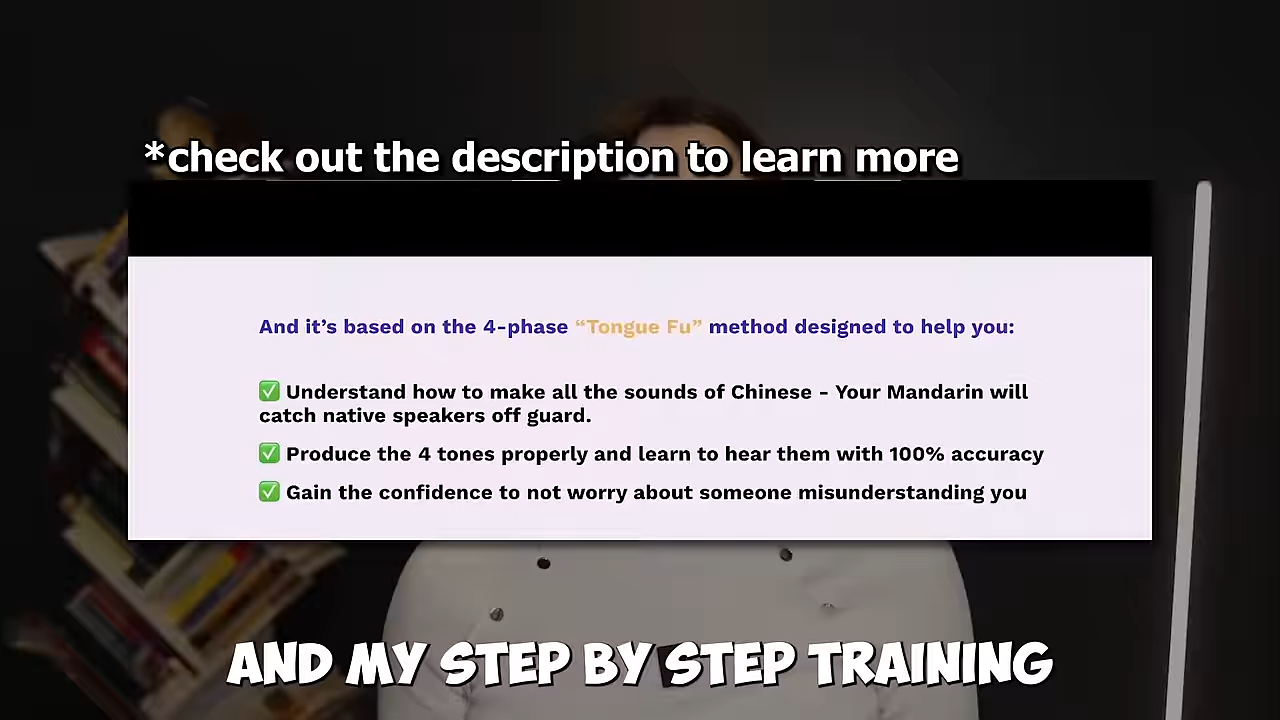 *check out the description to learn more
And it's based on the 4-phase “Tongue Fu” method designed to help you:
✅ Understand how to make all the sounds of Chinese - Your Mandarin will
catch native speakers off guard.
✅ Produce the 4 tones properly and learn to hear them with 100% accuracy
✅ Gain the confidence to not worry about someone misunderstanding you
AND MY STEP BY STEP TRAINING